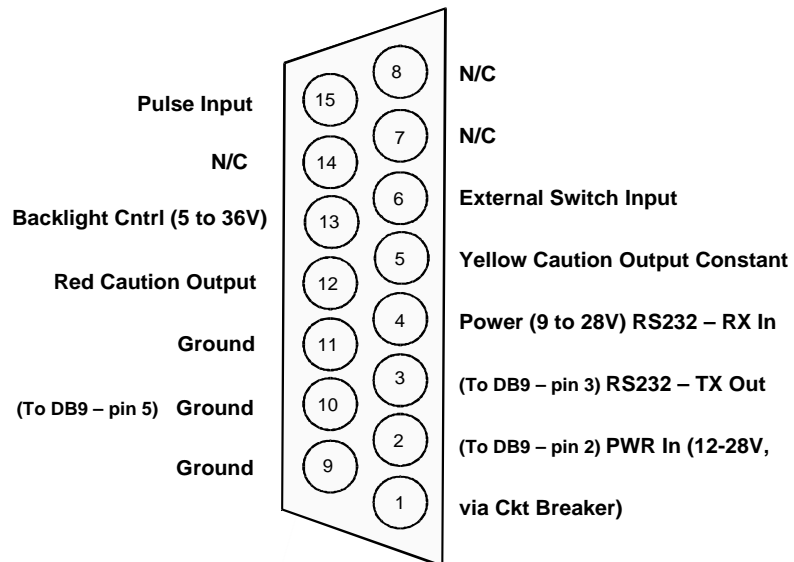 8 N/C
Pulse Input 15
7 N/C
N/C 14
6 External Switch Input
Backlight Cntrl (5 to 36V) 13
5 Yellow Caution Output Constant
Red Caution Output 12
4 Power (9 to 28V) RS232 – RX In
Ground 11
3 (To DB9 – pin 3) RS232 – TX Out
(To DB9 – pin 5) Ground 10
2 (To DB9 – pin 2) PWR In (12-28V,
Ground 9
1 via Ckt Breaker)